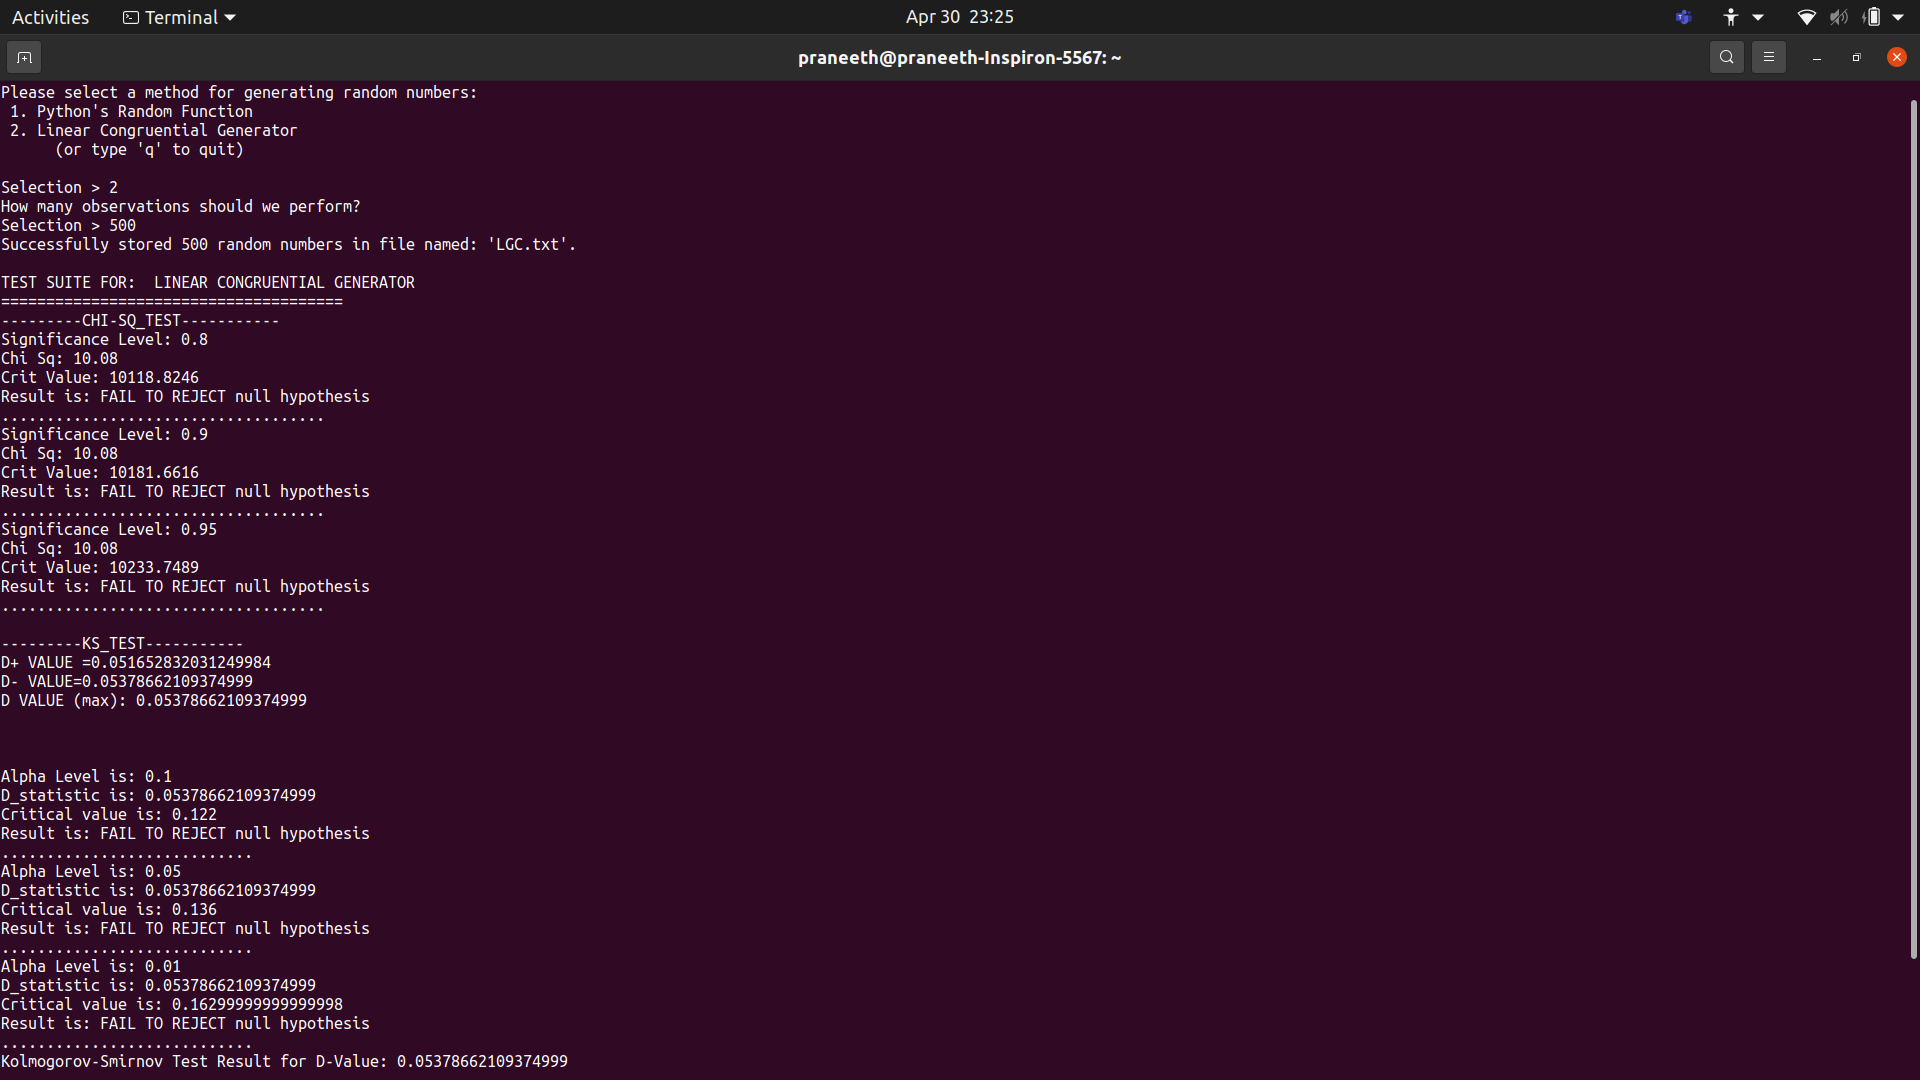 Activities Terminal Apr 30 23:25
praneeth@praneeth-Inspiron-5567: ~
Please select a method for generating random numbers:
 1. Python's Random Function
 2. Linear Congruential Generator
      (or type 'q' to quit)
Selection > 2
How many observations should we perform?
Selection > 500
Successfully stored 500 random numbers in file named: 'LGC.txt'.
TEST SUITE FOR:  LINEAR CONGRUENTIAL GENERATOR
======================================
---------CHI-SQ_TEST-----------
Significance Level: 0.8
Chi Sq: 10.08
Crit Value: 10118.8246
Result is: FAIL TO REJECT null hypothesis
....................................
Significance Level: 0.9
Chi Sq: 10.08
Crit Value: 10181.6616
Result is: FAIL TO REJECT null hypothesis
....................................
Significance Level: 0.95
Chi Sq: 10.08
Crit Value: 10233.7489
Result is: FAIL TO REJECT null hypothesis
....................................
---------KS_TEST-----------
D+ VALUE =0.051652832031249984
D- VALUE=0.05378662109374999
D VALUE (max): 0.05378662109374999
Alpha Level is: 0.1
D_statistic is: 0.05378662109374999
Critical value is: 0.122
Result is: FAIL TO REJECT null hypothesis
............................
Alpha Level is: 0.05
D_statistic is: 0.05378662109374999
Critical value is: 0.136
Result is: FAIL TO REJECT null hypothesis
............................
Alpha Level is: 0.01
D_statistic is: 0.05378662109374999
Critical value is: 0.16299999999999998
Result is: FAIL TO REJECT null hypothesis
............................
Kolmogorov-Smirnov Test Result for D-Value: 0.05378662109374999